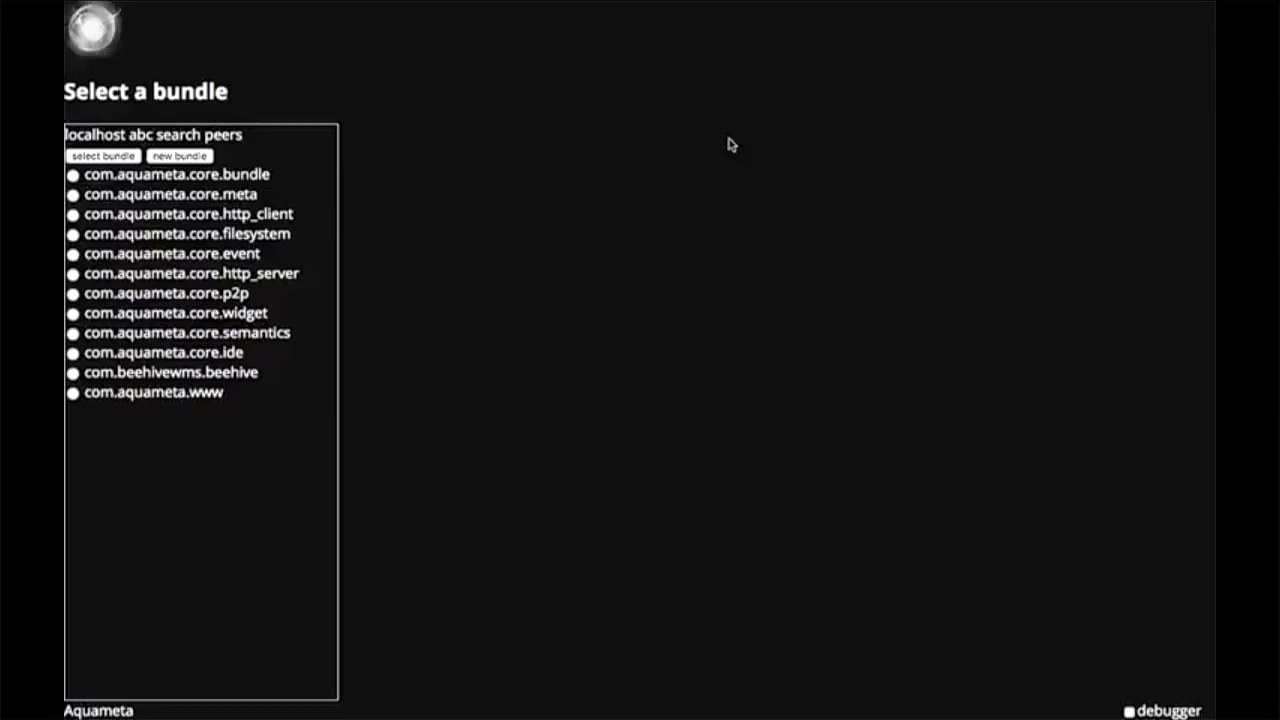 Select a bundle
localhost abc search peers
select bundle new bundle
com.aquameta.core.bundle
com.aquameta.core.meta
com.aquameta.core.http_client
com.aquameta.core.filesystem
com.aquameta.core.event
com.aquameta.core.http_server
com.aquameta.core.p2p
com.aquameta.core.widget
com.aquameta.core.semantics
com.aquameta.core.ide
com.beehivewms.beehive
com.aquameta.www
Aquameta debugger